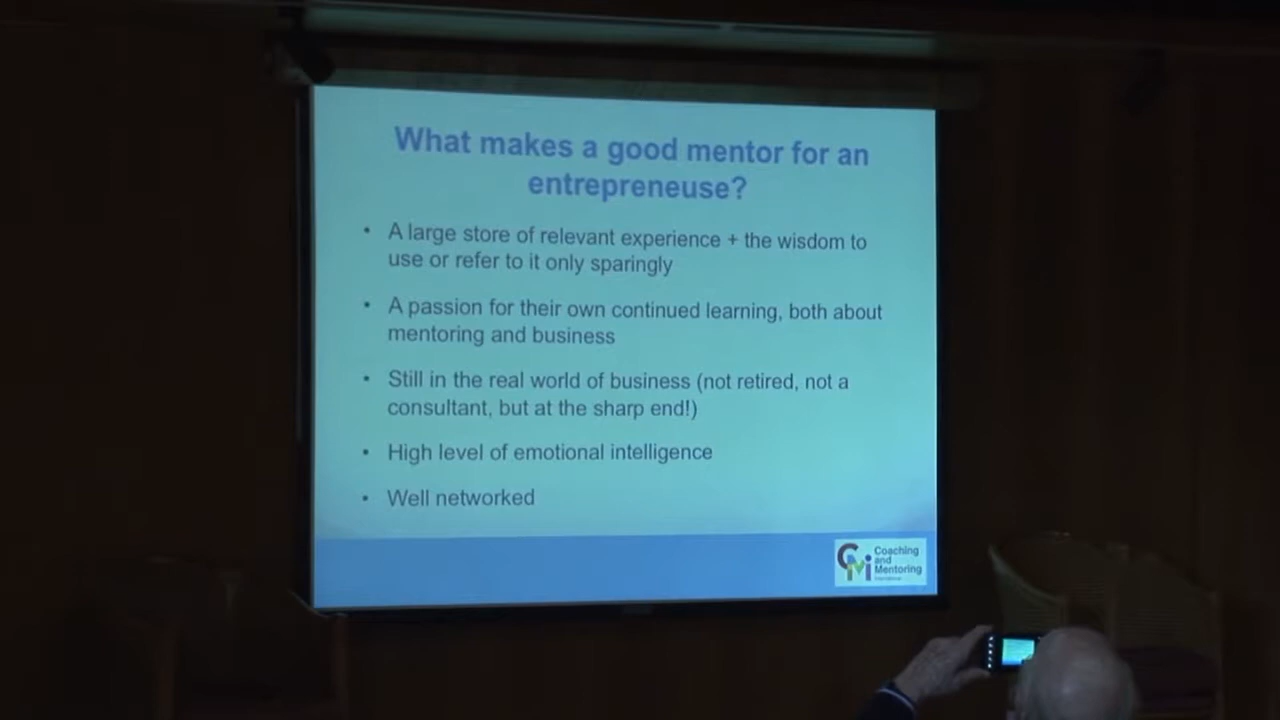 What makes a good mentor for an
entrepreneuse?
• A large store of relevant experience + the wisdom to
use or refer to it only sparingly
• A passion for their own continued learning, both about
mentoring and business
• Still in the real world of business (not retired, not a
consultant, but at the sharp end!)
• High level of emotional intelligence
• Well networked
CMi
Coaching
and
Mentoring
International